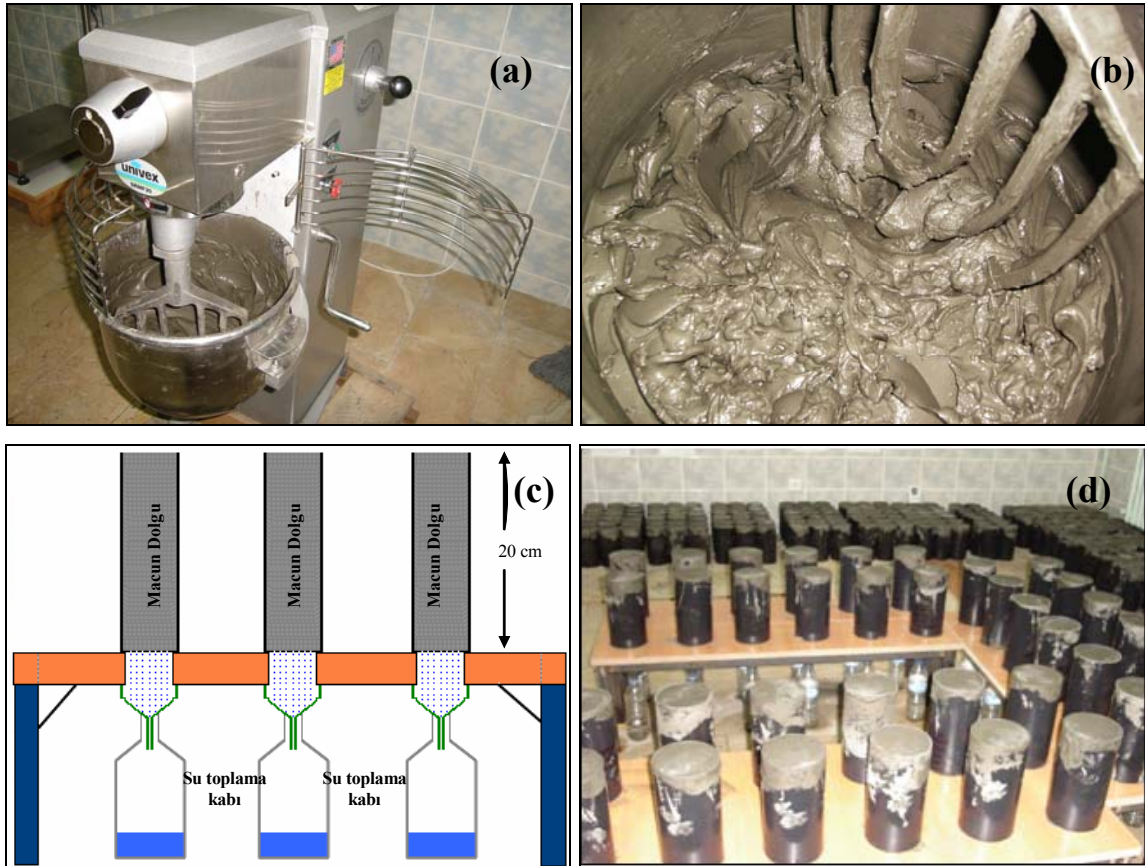 (a)
univex
(b)
(c)
Macun Dolgu
Macun Dolgu
Macun Dolgu
20 cm
Su toplama
kabı
Su toplama
kabı
(d)